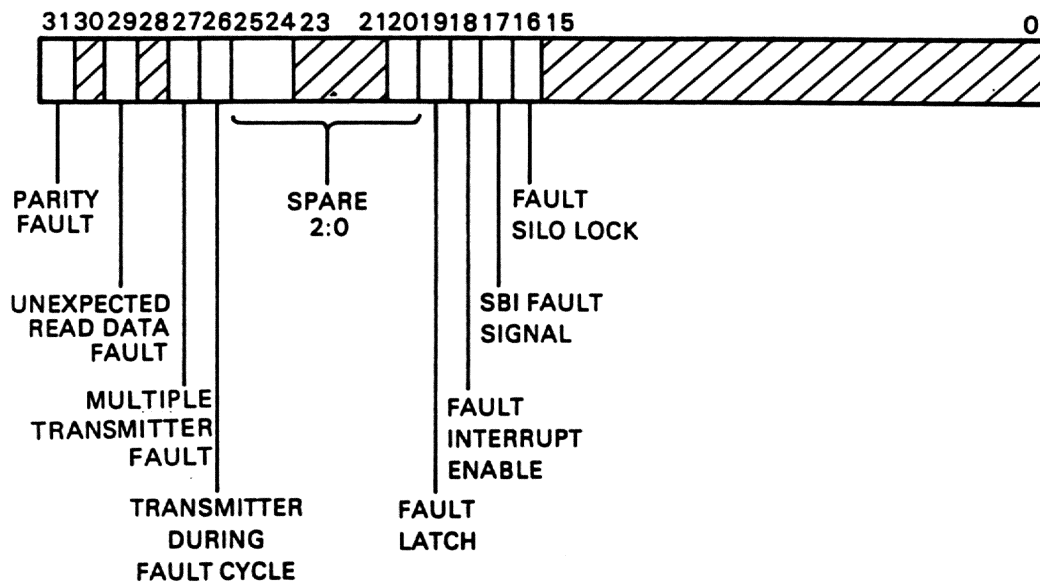 31 30 29 28 27 26 25 24 23 21 20 19 18 17 16 15 0
PARITY
FAULT
SPARE
2:0
FAULT
SILO LOCK
UNEXPECTED
READ DATA
FAULT
SBI FAULT
SIGNAL
MULTIPLE
TRANSMITTER
FAULT
FAULT
INTERRUPT
ENABLE
TRANSMITTER
DURING
FAULT CYCLE
FAULT
LATCH